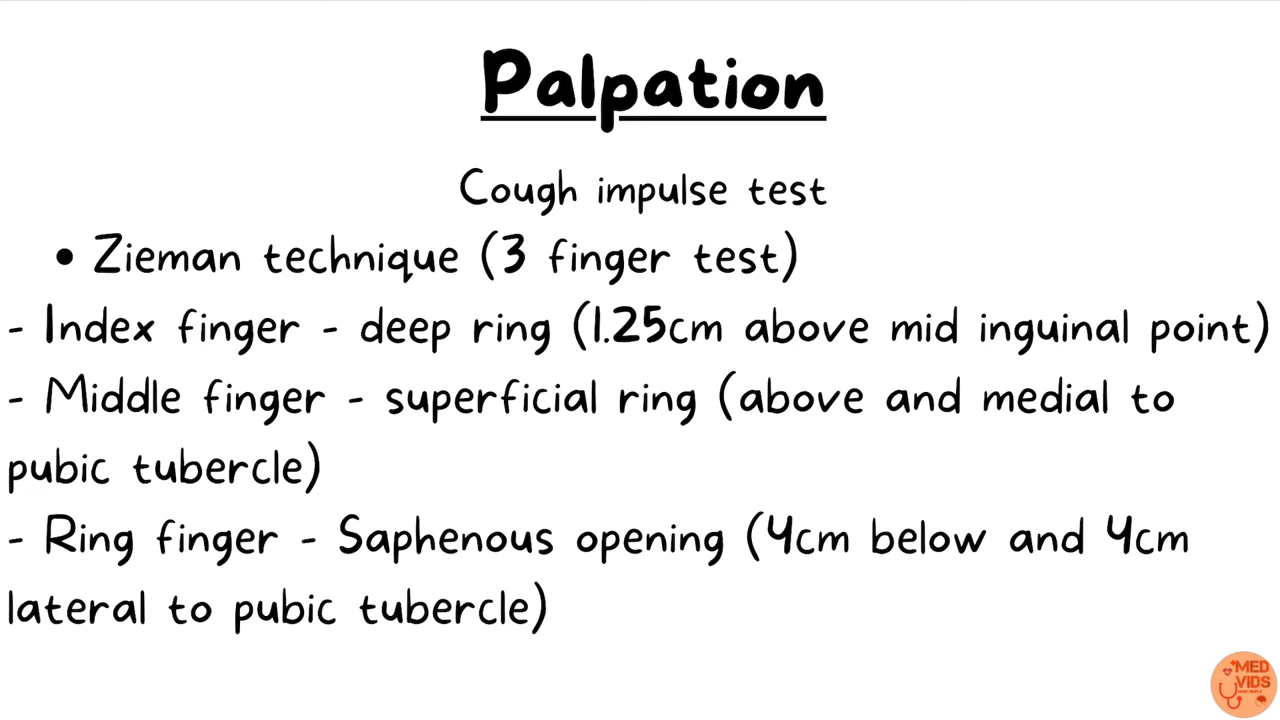 Palpation
Cough impulse test
• Zieman technique (3 finger test)
- Index finger - deep ring (1.25cm above mid inguinal point)
- Middle finger - superficial ring (above and medial to
pubic tubercle)
- Ring finger - Saphenous opening (4cm below and 4cm
lateral to pubic tubercle)
MED
VIDS